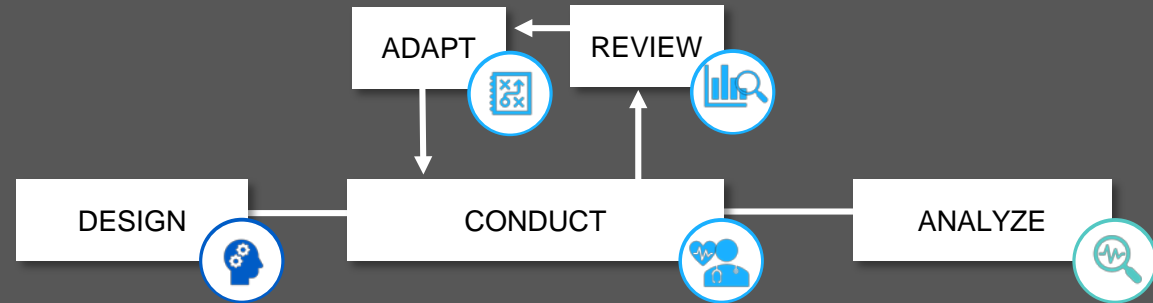 ADAPT
REVIEW
DESIGN
CONDUCT
ANALYZE